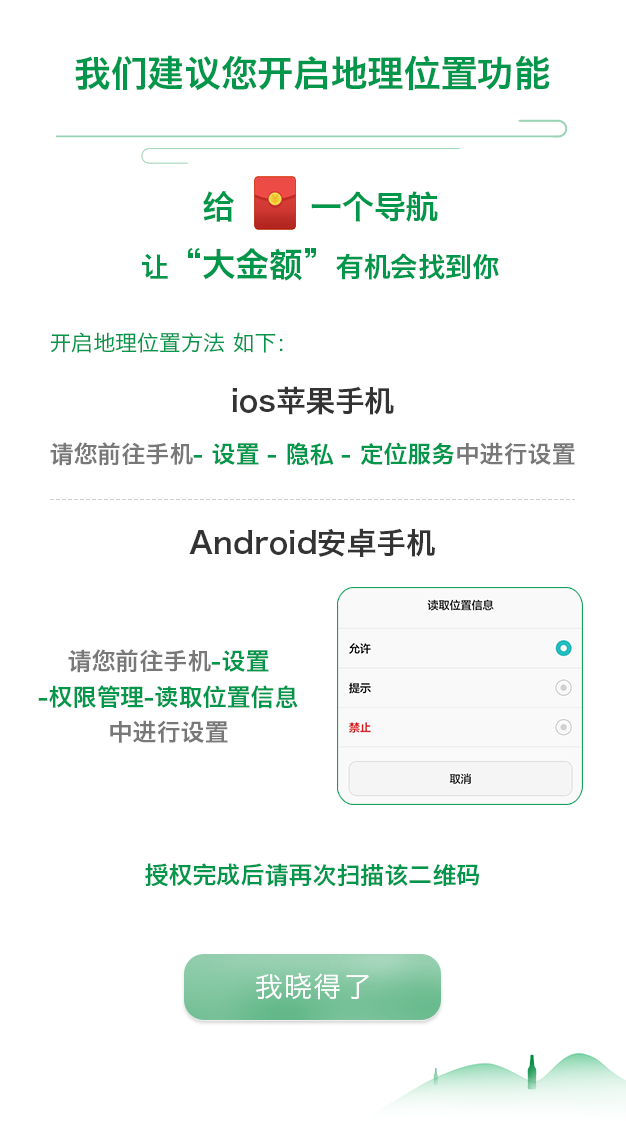 我们建议您开启地理位置功能
给 一个导航
让“大金额”有机会找到你
开启地理位置方法 如下：
ios苹果手机
请您前往手机- 设置 - 隐私 - 定位服务中进行设置
Android安卓手机
请您前往手机-设置
-权限管理-读取位置信息
中进行设置
读取位置信息
允许
提示
禁止
取消
授权完成后请再次扫描该二维码
我晓得了